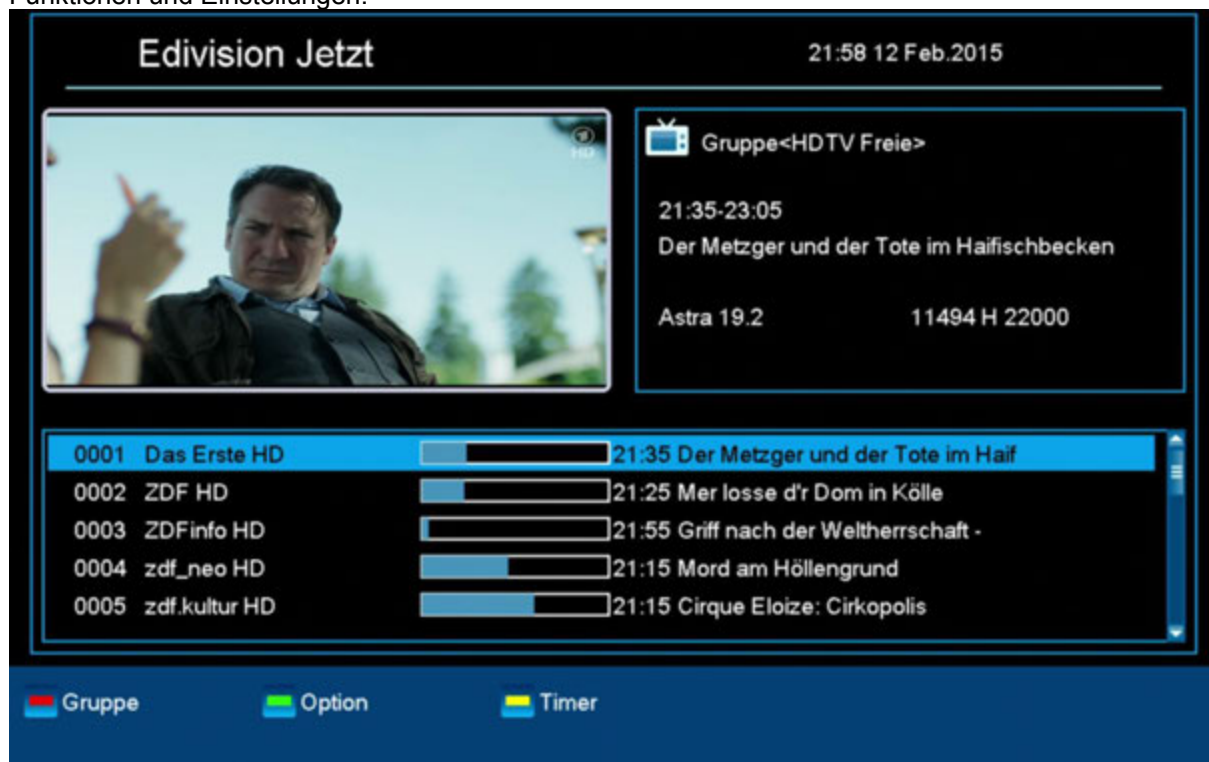 Funktionen und Einstellungen.
Edivision Jetzt
21:58 12 Feb.2015
HD
Gruppe<HDTV Freie>
21:35-23:05
Der Metzger und der Tote im Haifischbecken
Astra 19.2 11494 H 22000
0001 Das Erste HD 21:35 Der Metzger und der Tote im Haif
0002 ZDF HD 21:25 Mer losse d'r Dom in Kölle
0003 ZDFinfo HD 21:55 Griff nach der Weltherrschaft -
0004 zdf_neo HD 21:15 Mord am Höllengrund
0005 zdf.kultur HD 21:15 Cirque Eloize: Cirkopolis
Gruppe Option Timer